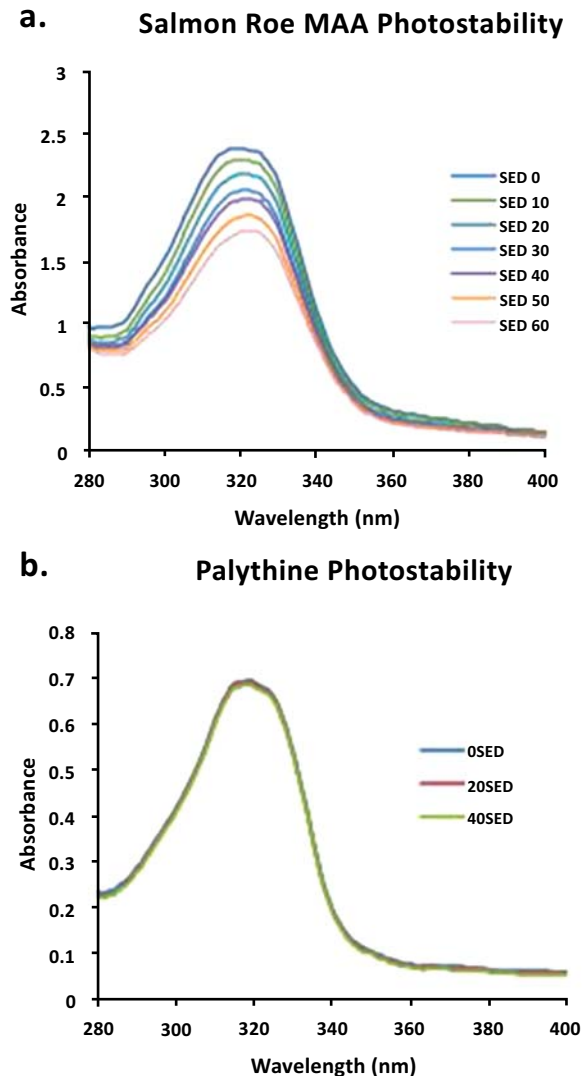 a.
Salmon Roe MAA Photostability
3
2.5
2
1.5
1
0.5
0
Absorbance
SED 0
SED 10
SED 20
SED 30
SED 40
SED 50
SED 60
280 300 320 340 360 380 400
Wavelength (nm)
b.
Palythine Photostability
0.8
0.7
0.6
0.5
0.4
0.3
0.2
0.1
0
Absorbance
0SED
20SED
40SED
280 300 320 340 360 380 400
Wavelength (nm)